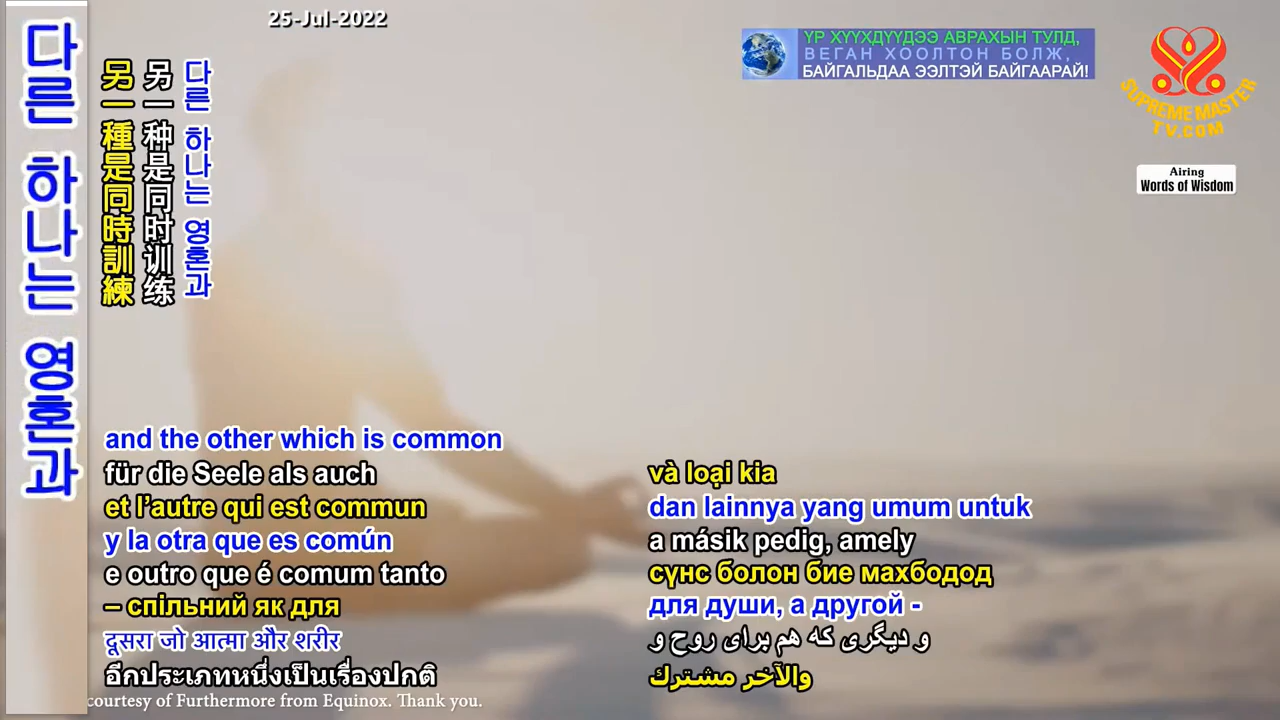 25-Jul-2022
ҮР ХҮҮХДҮҮДЭЭ АВРАХЫН ТУЛД,
ВЕГАН ХООЛТОН БОЛЖ,
БАЙГАЛЬДАА ЭЭЛТЭЙ БАЙГААРАЙ!
SUPREME MASTER
TV.COM
Airing
Words of Wisdom
다른 하나는 영혼과
另一種是同時訓練
另一种是同时训练
다른 하나는 영혼과
and the other which is common
für die Seele als auch
et l’autre qui est commun
y la otra que es común
e outro que é comum tanto
– спільний як для
दूसरा जो आत्मा और शरीर
อีกประเภทหนึ่งเป็นเรื่องปกติ
và loại kia
dan lainnya yang umum untuk
a másik pedig, amely
сүнс болон бие махбодод
для души, а другой -
و دیگری که هم برای روح و
والآخر مشترك
courtesy of Furthermore from Equinox. Thank you.